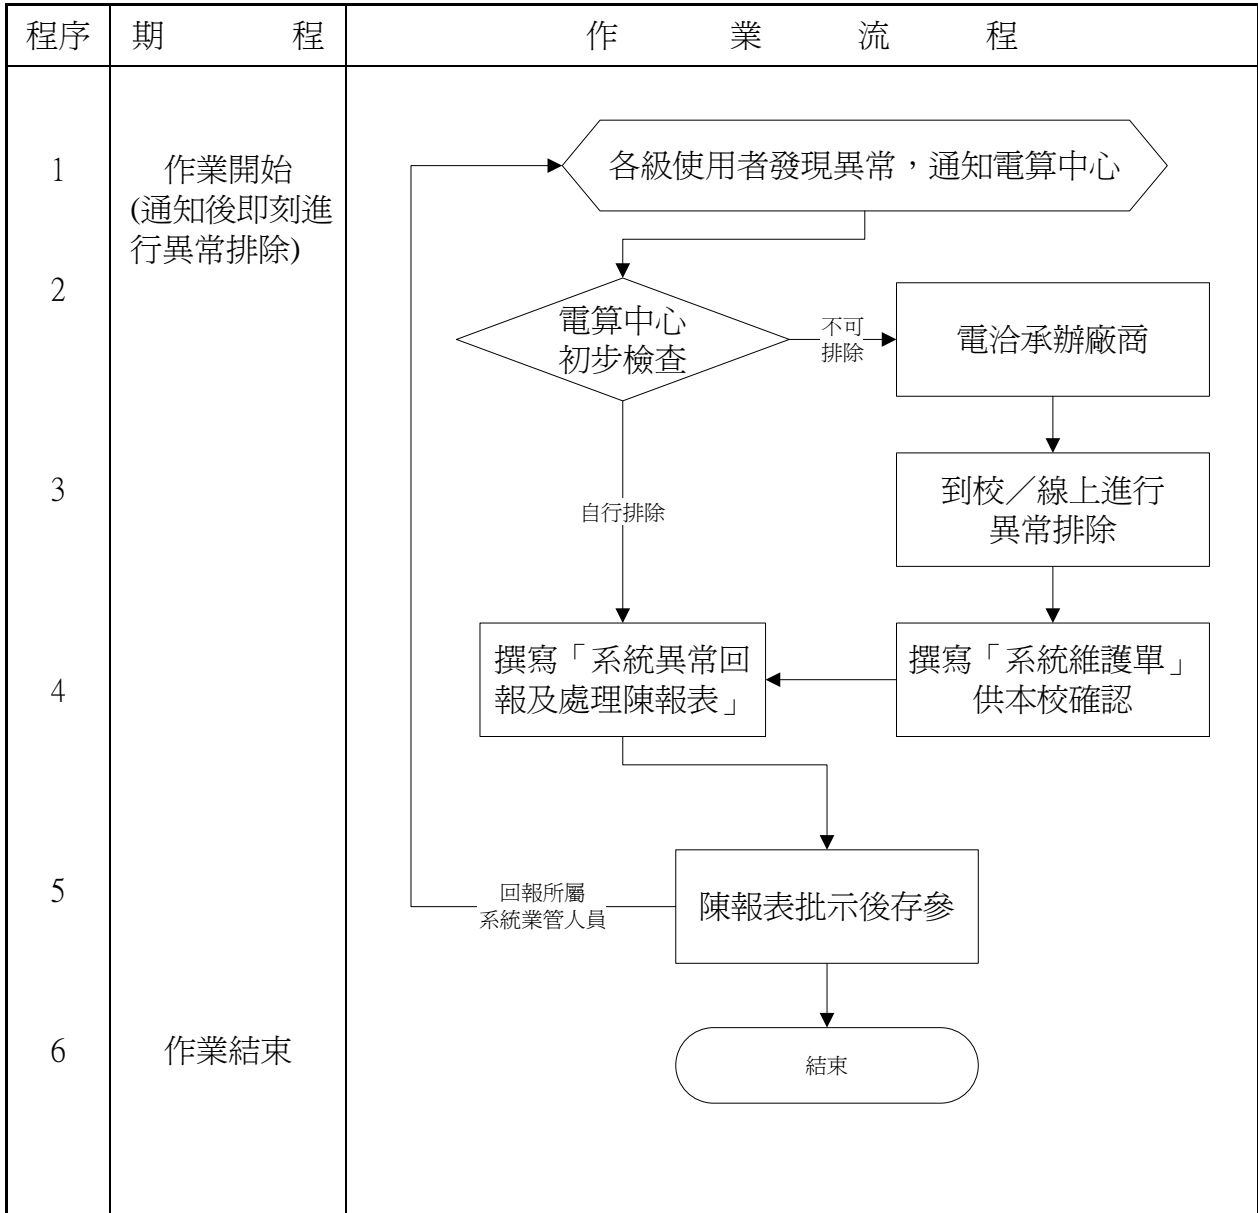 程序
期 程
作 業 流 程
1
作業開始
(通知後即刻進
行異常排除)
各級使用者發現異常，通知電算中心
2
電算中心
初步檢查
不可
排除
電洽承辦廠商
3
自行排除
到校／線上進行
異常排除
4
撰寫「系統異常回
報及處理陳報表」
撰寫「系統維護單」
供本校確認
5
回報所屬
系統業管人員
陳報表批示後存參
6
作業結束
結束